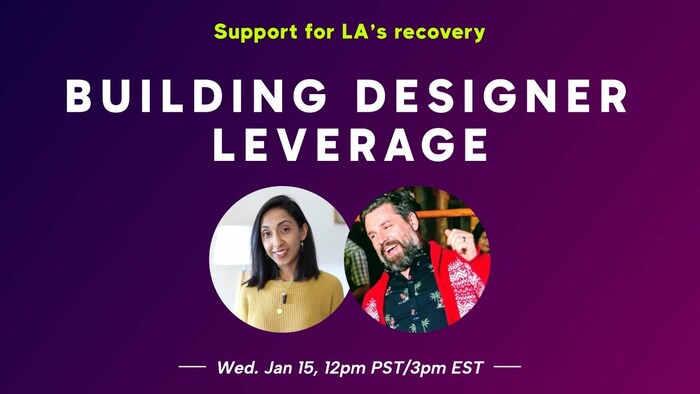 Support for LA's recovery
BUILDING DESIGNER
LEVERAGE
Wed. Jan 15, 12pm PST/3pm EST